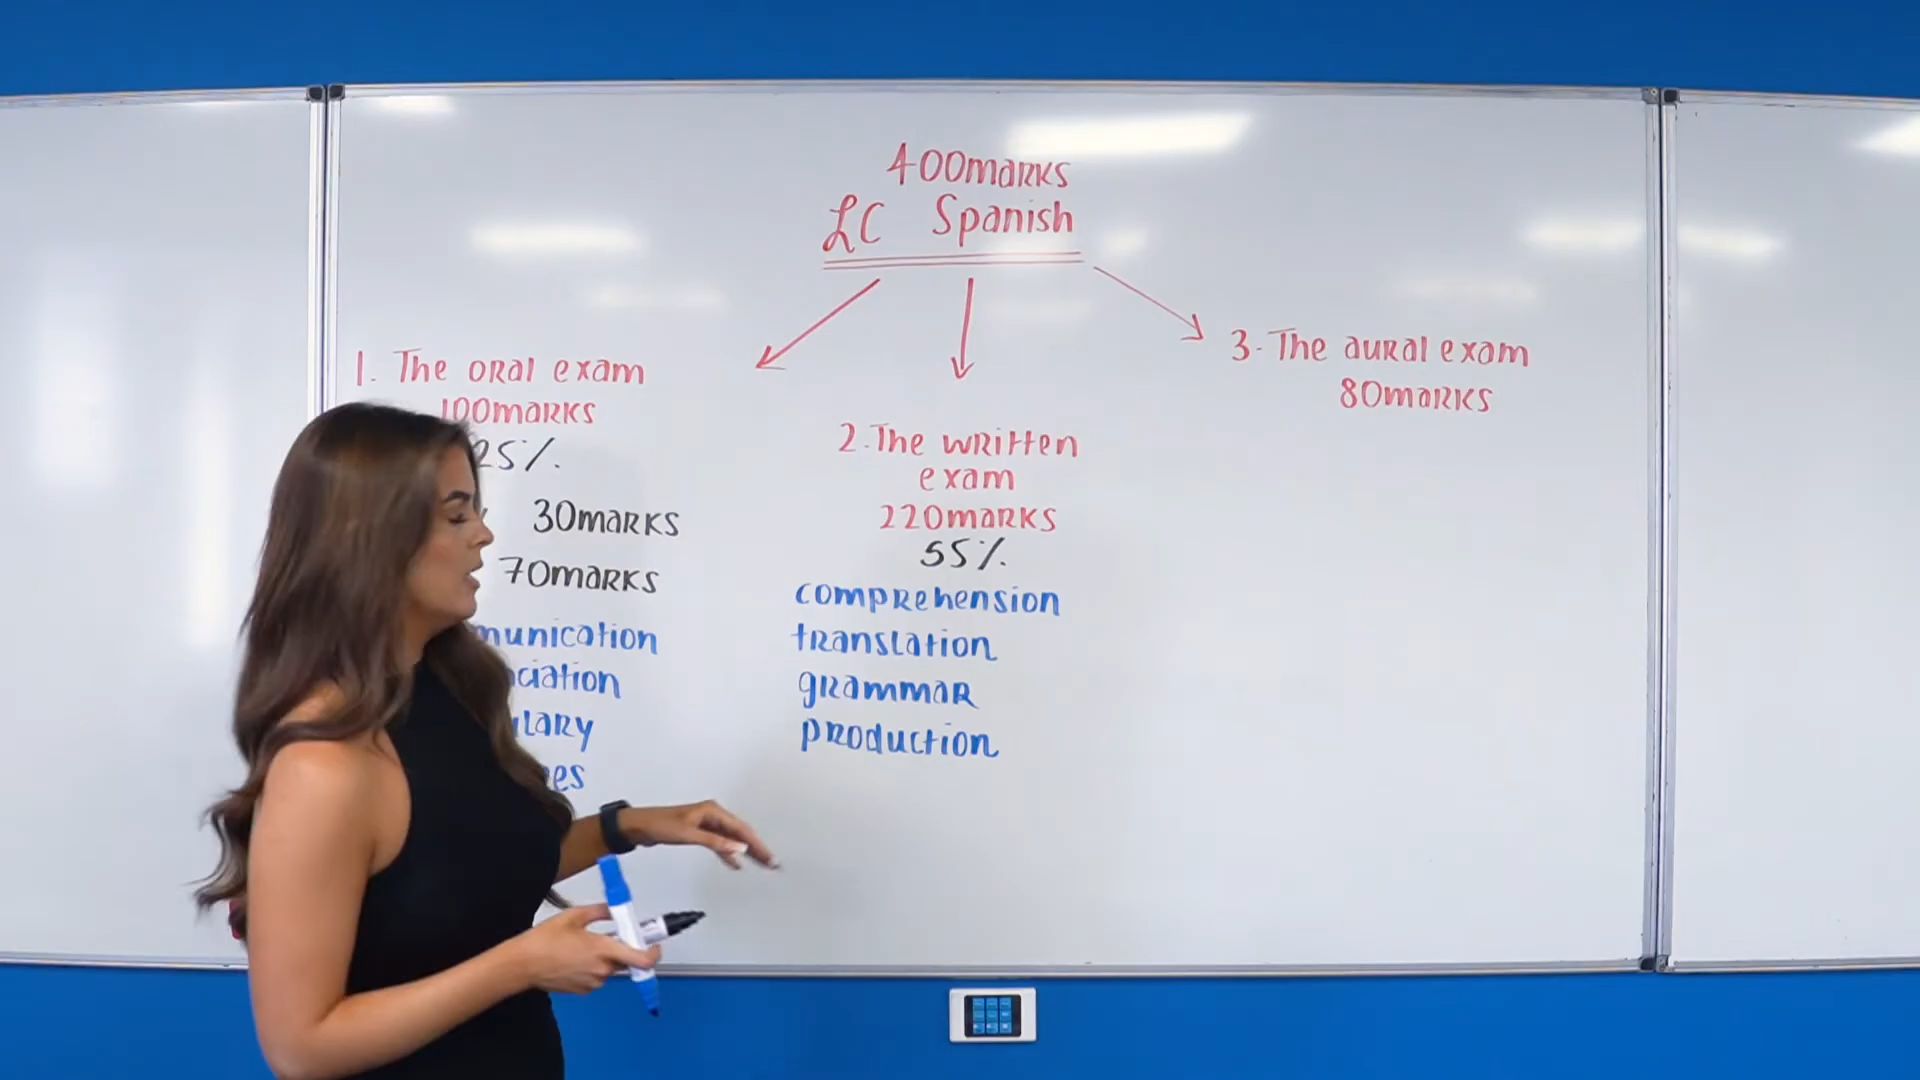 400marks
LC Spanish
1. The oral exam
100marks
25%.
30marks
70marks
2. The written
exam
220marks
55%.
comprehension
translation
grammar
production
3. The aural exam
80marks